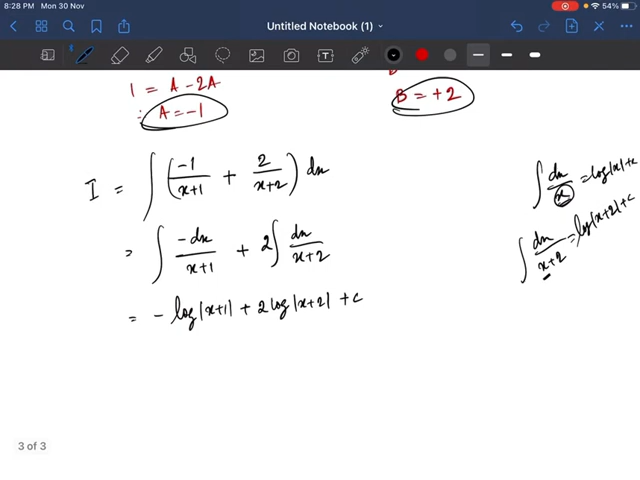 8:28 PM Mon 30 Nov
54%
Untitled Notebook (1)
1 = A - 2A
∴ A = -1
B = +2
I = ∫ ( -1/(x+1) + 2/(x+2) ) dx
= ∫ -dx/(x+1) + 2∫ dx/(x+2)
= - log|x+1| + 2 log|x+2| + c
∫ dx/x = log|x| + c
∫ dx/(x+2) = log|x+2| + c
3 of 3